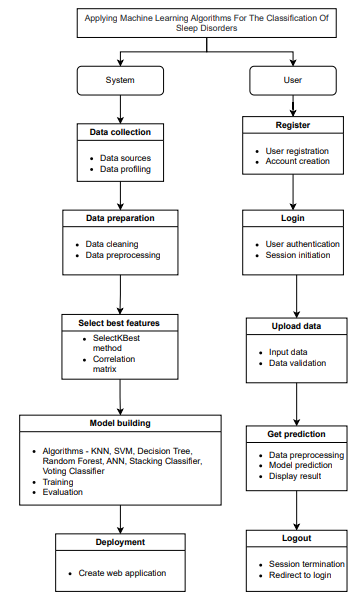 Applying Machine Learning Algorithms For The Classification Of
Sleep Disorders
System
User
Data collection
• Data sources
• Data profiling
Register
• User registration
• Account creation
Data preparation
• Data cleaning
• Data preprocessing
Login
• User authentication
• Session initiation
Select best features
• SelectKBest
method
• Correlation
matrix
Upload data
• Input data
• Data validation
Model building
• Algorithms - KNN, SVM, Decision Tree,
Random Forest, ANN, Stacking Classifier,
Voting Classifier
• Training
• Evaluation
Get prediction
• Data preprocessing
• Model prediction
• Display result
Deployment
• Create web application
Logout
• Session termination
• Redirect to login